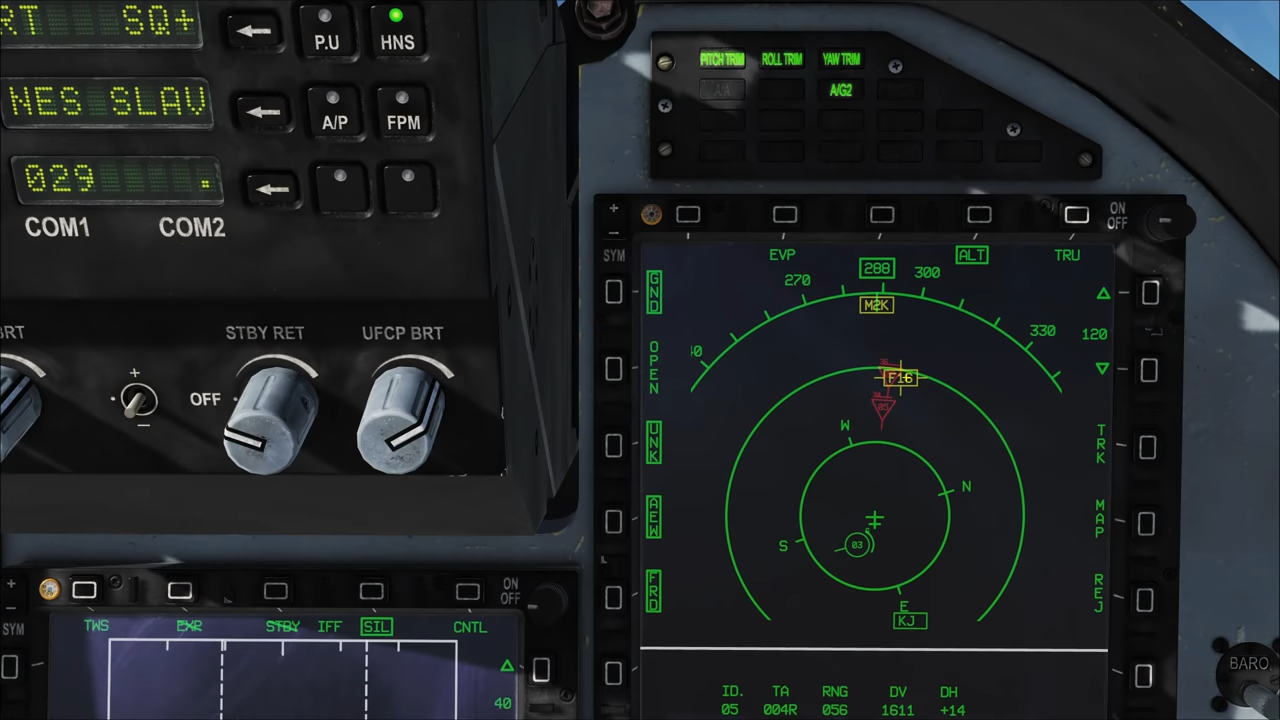 RT SQ+
P.U
HNS
NES SLAV
A/P
FPM
029 .
COM1
COM2
BRT
STBY RET
UFCP BRT
+
OFF
−
PITCH TRIM
ROLL TRIM
YAW TRIM
A/A
A/G2
+
−
SYM
ON
OFF
EVP
ALT
TRU
270
288
300
M2K
330
120
GND
OPEN
UNK
AEW
FRD
F16
05
W
N
S
E
03
KJ
TRK
MAP
REJ
ID. TA RNG DV DH
05 004R 056 1611 +14
+
−
SYM
ON
OFF
TWS
EXP
STBY
IFF
SIL
CNTL
40
BARO